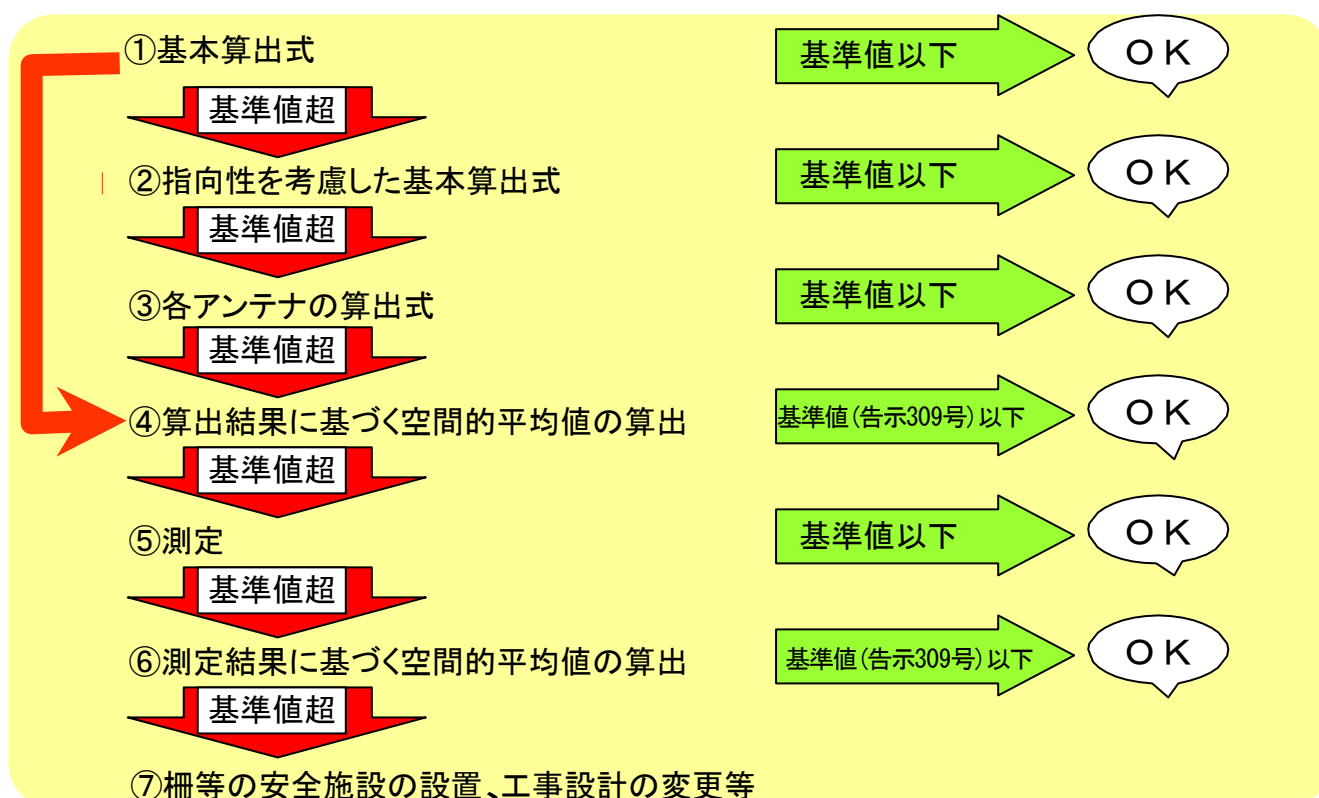 ①基本算出式
基準値以下
ＯＫ
基準値超
②指向性を考慮した基本算出式
基準値以下
ＯＫ
基準値超
③各アンテナの算出式
基準値以下
ＯＫ
基準値超
④算出結果に基づく空間的平均値の算出
基準値（告示309号）以下
ＯＫ
基準値超
⑤測定
基準値以下
ＯＫ
基準値超
⑥測定結果に基づく空間的平均値の算出
基準値（告示309号）以下
ＯＫ
基準値超
⑦柵等の安全施設の設置、工事設計の変更等